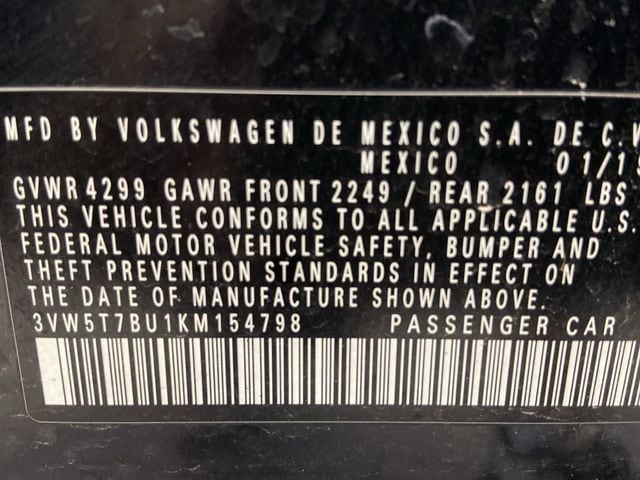 MFD BY VOLKSWAGEN DE MEXICO S.A. DE C.V
MEXICO 01/1
GVWR 4299 GAWR FRONT 2249 / REAR 2161 LBS
THIS VEHICLE CONFORMS TO ALL APPLICABLE U.S.
FEDERAL MOTOR VEHICLE SAFETY, BUMPER AND
THEFT PREVENTION STANDARDS IN EFFECT ON
THE DATE OF MANUFACTURE SHOWN ABOVE.
3VW5T7BU1KM154798 PASSENGER CAR